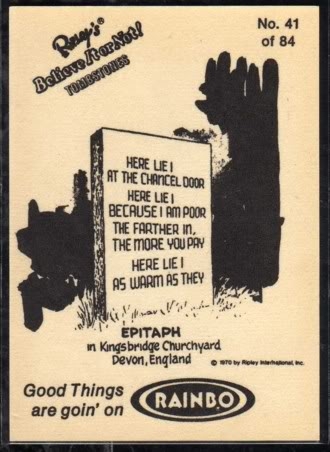 Ripley's®
Believe It or Not!
TOMBSTONES
No. 41
of 84
HERE LIE I
AT THE CHANCEL DOOR
HERE LIE I
BECAUSE I AM POOR
THE FARTHER IN,
THE MORE YOU PAY
HERE LIE I
AS WARM AS THEY
EPITAPH
in Kingsbridge Churchyard
Devon, England
© 1970 by Ripley International, Inc.
Good Things
are goin' on
RAINBO